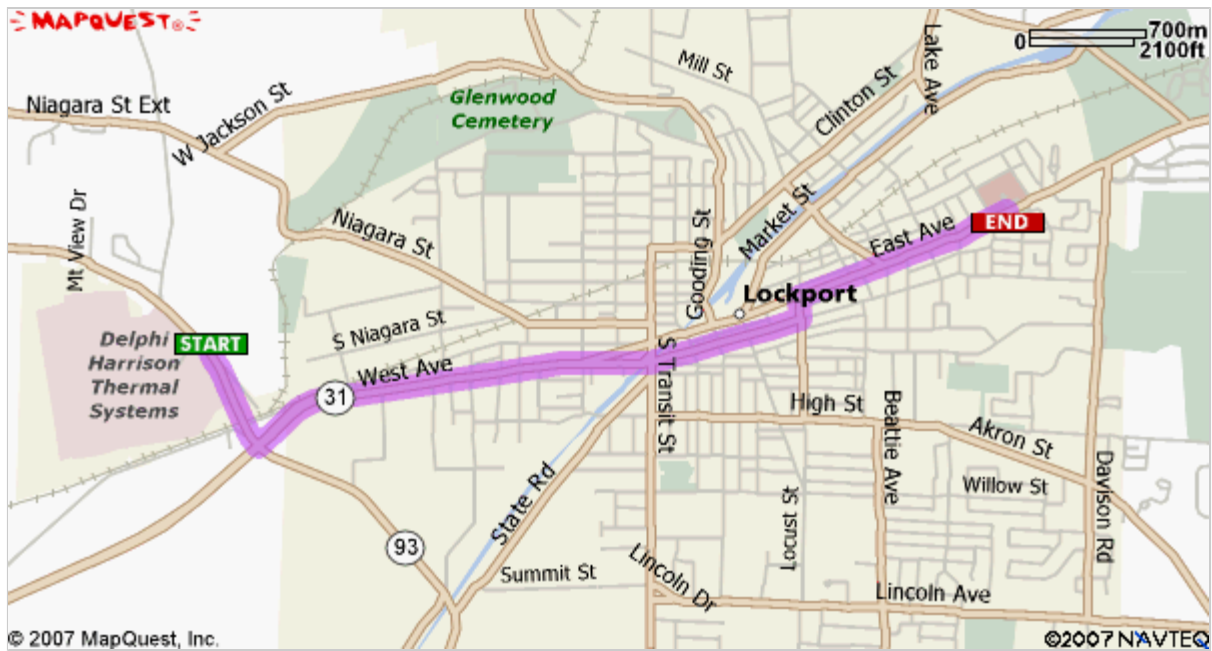 MAPQUEST®
700m
0
2100ft
Mill St
Lake Ave
Niagara St Ext
W Jackson St
Glenwood
Cemetery
Clinton St
Mt View Dr
Niagara St
Gooding St
Market St
East Ave
END
Lockport
S Niagara St
Delphi
Harrison
Thermal
Systems
START
West Ave
31
S Transit St
High St
Beattie Ave
Akron St
Davison Rd
Willow St
State Rd
Locust St
93
Summit St
Lincoln Dr
Lincoln Ave
© 2007 MapQuest, Inc.
©2007 NAVTEQ